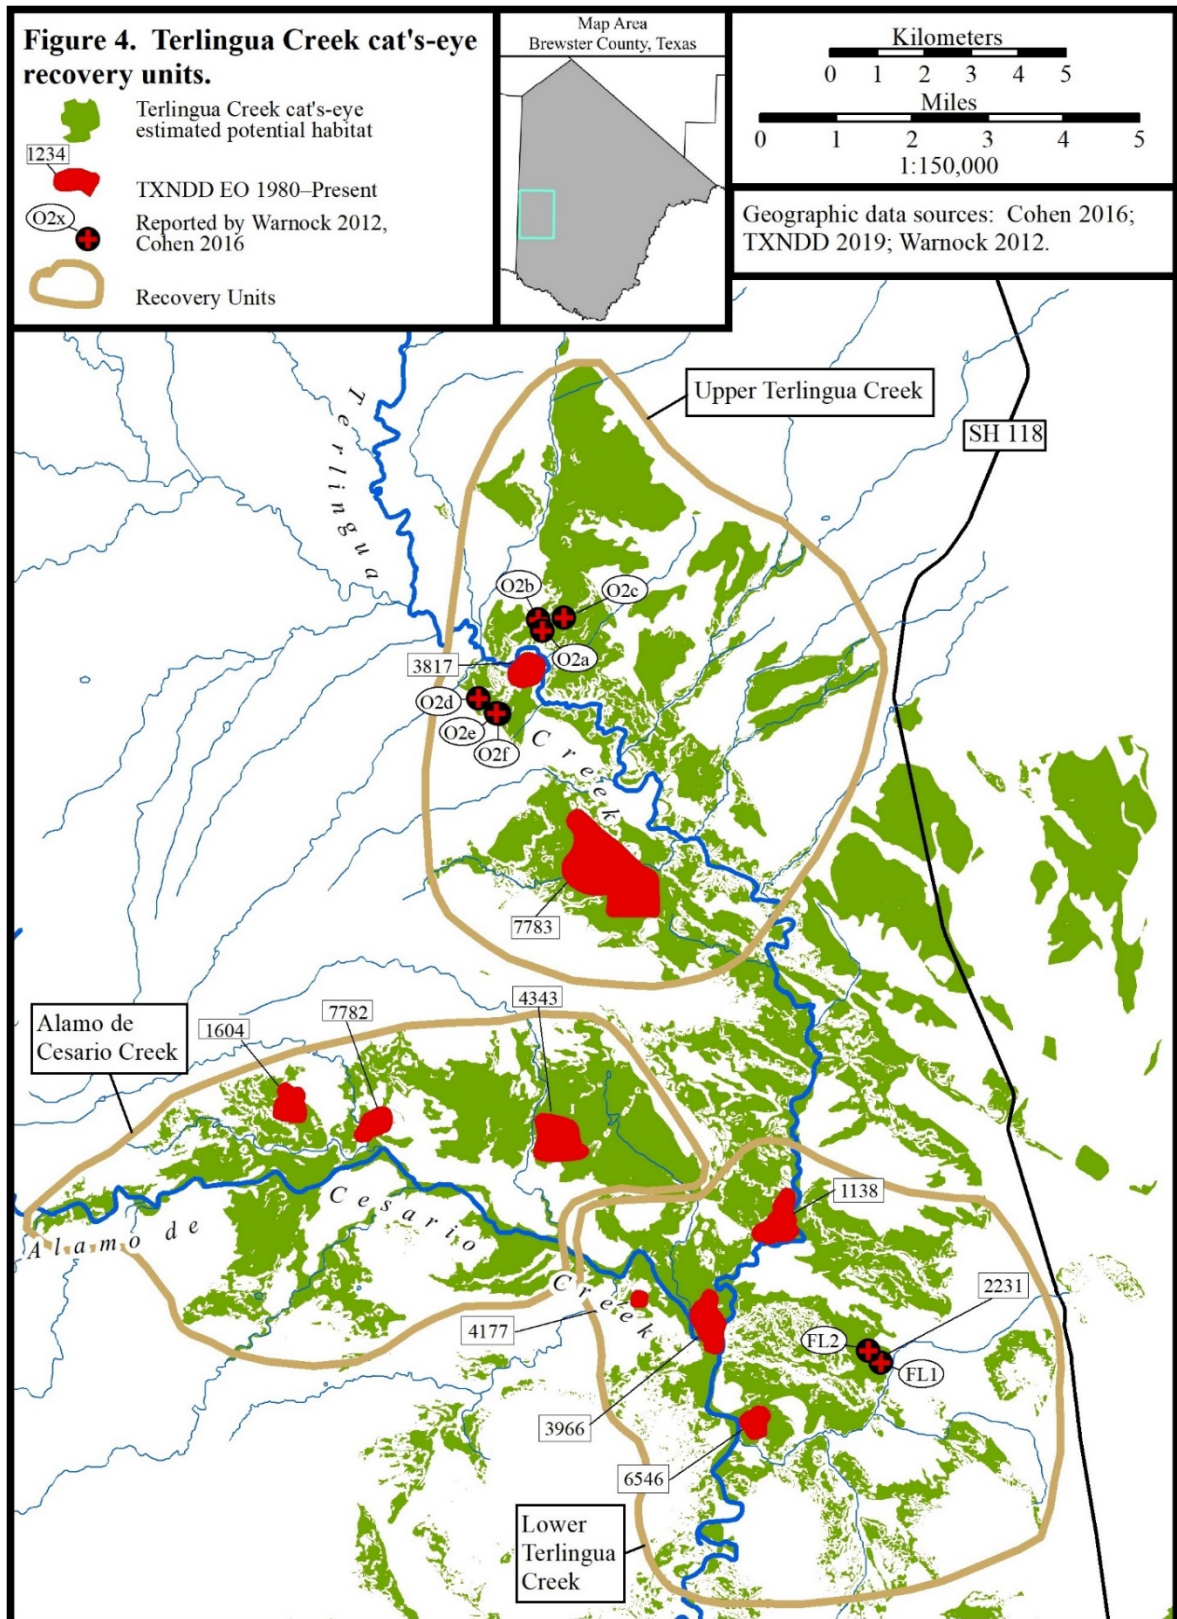 Figure 4. Terlingua Creek cat's-eye
recovery units.
Terlingua Creek cat's-eye
estimated potential habitat
1234
TXNDD EO 1980–Present
O2x
Reported by Warnock 2012,
Cohen 2016
Recovery Units
Map Area
Brewster County, Texas
Kilometers
0 1 2 3 4 5
Miles
0 1 2 3 4 5
1:150,000
Geographic data sources: Cohen 2016;
TXNDD 2019; Warnock 2012.
Upper Terlingua Creek
SH 118
Terlingua
O2b
O2c
O2a
3817
O2d
O2e
O2f
Creek
7783
Alamo de
Cesario Creek
1604
7782
4343
1138
Alamo de Cesario Creek
2231
4177
FL2
FL1
3966
6546
Lower
Terlingua
Creek